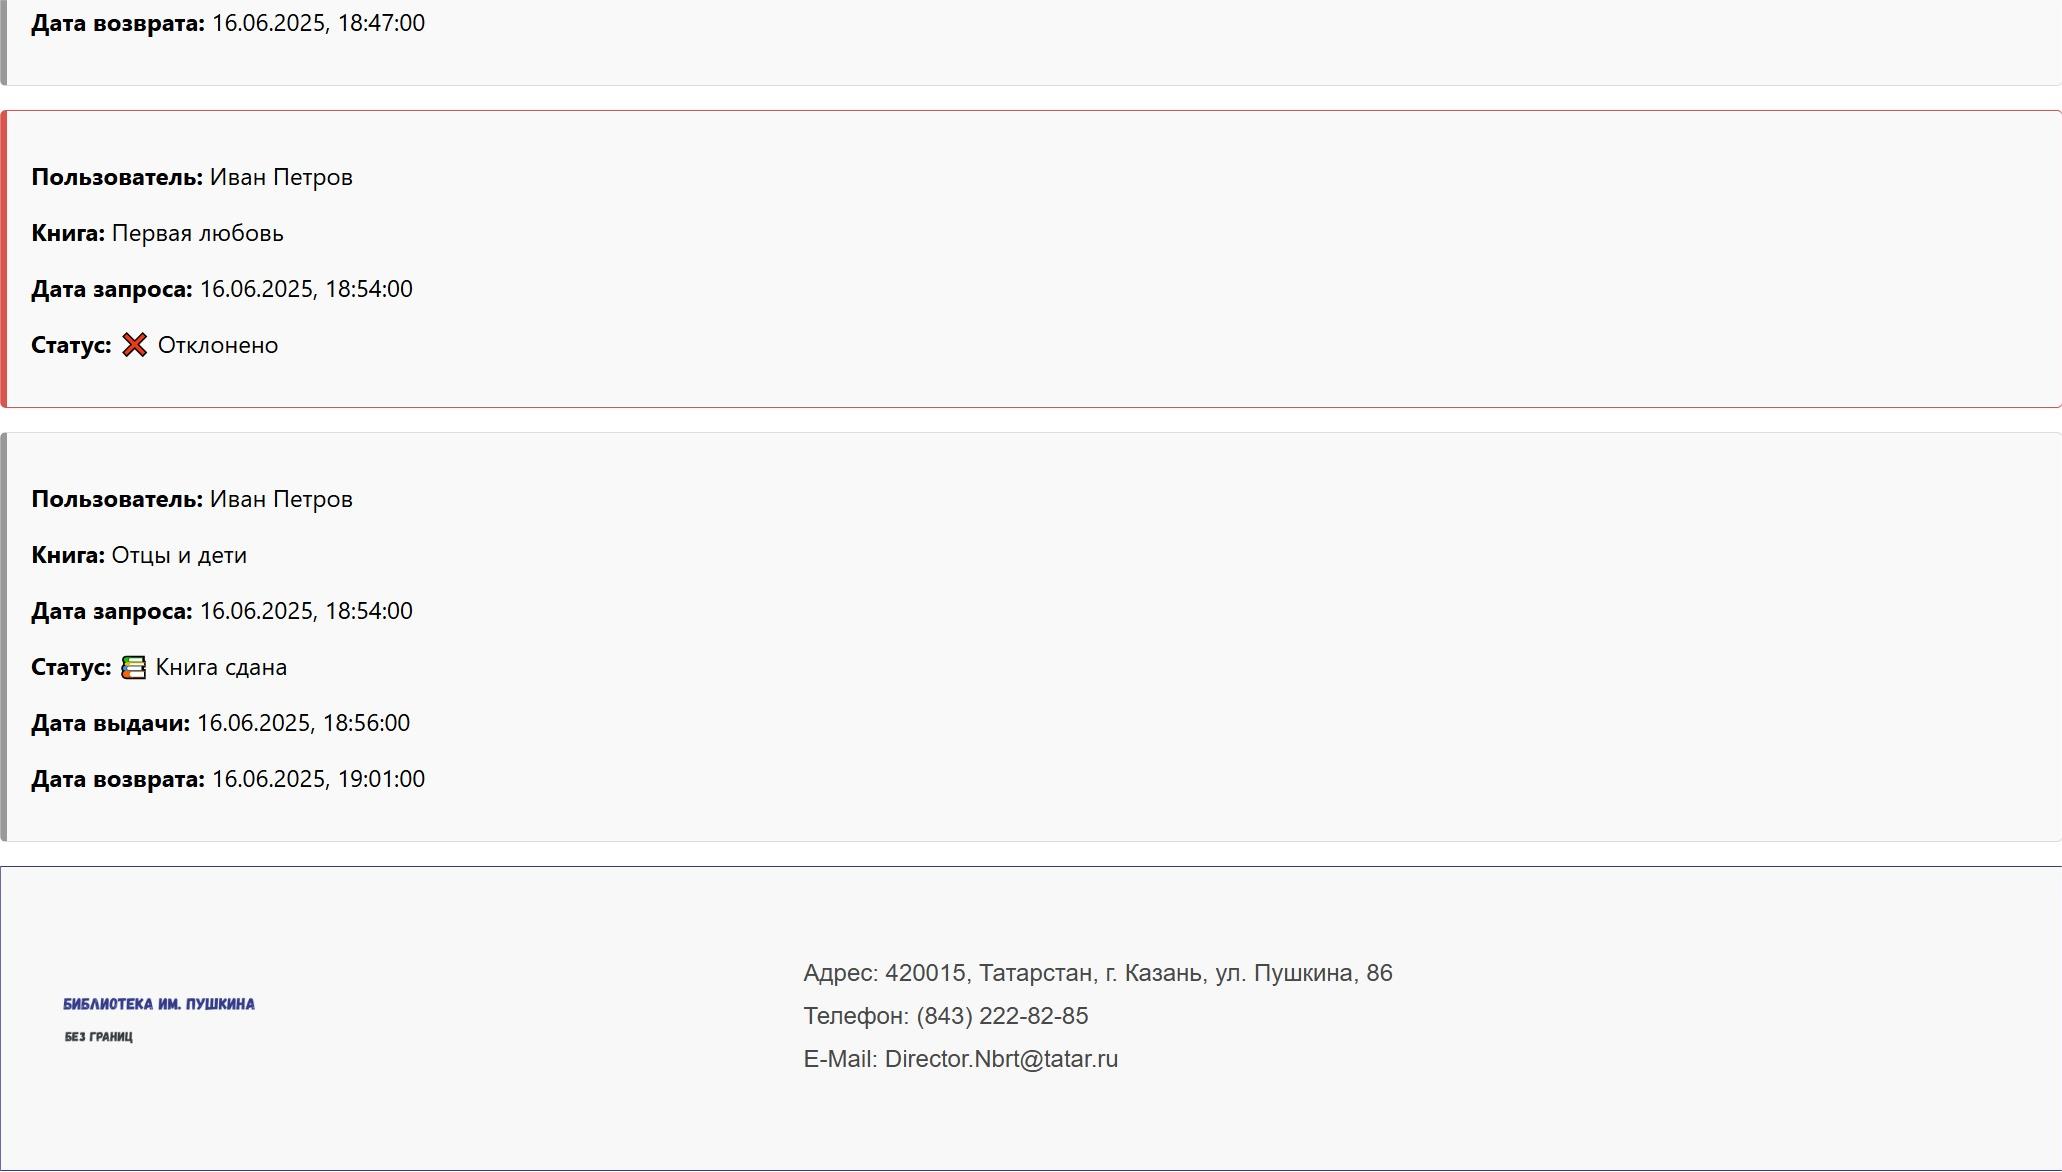 Дата возврата: 16.06.2025, 18:47:00
Пользователь: Иван Петров
Книга: Первая любовь
Дата запроса: 16.06.2025, 18:54:00
Статус: ❌ Отклонено
Пользователь: Иван Петров
Книга: Отцы и дети
Дата запроса: 16.06.2025, 18:54:00
Статус: 📚 Книга сдана
Дата выдачи: 16.06.2025, 18:56:00
Дата возврата: 16.06.2025, 19:01:00
БИБЛИОТЕКА ИМ. ПУШКИНА
БЕЗ ГРАНИЦ
Адрес: 420015, Татарстан, г. Казань, ул. Пушкина, 86
Телефон: (843) 222-82-85
E-Mail: Director.Nbrt@tatar.ru